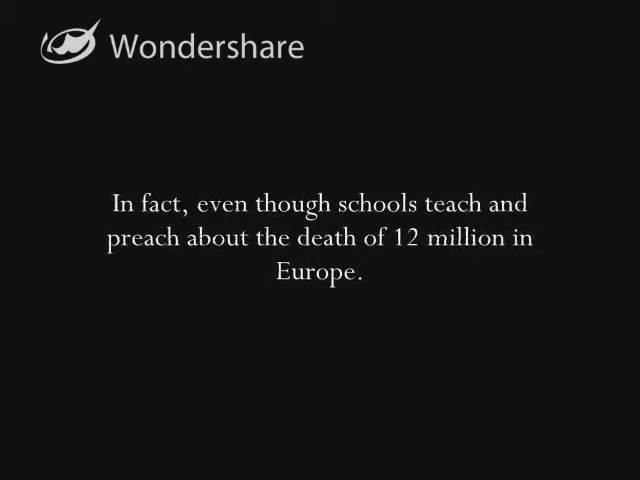 Wondershare
In fact, even though schools teach and
preach about the death of 12 million in
Europe.